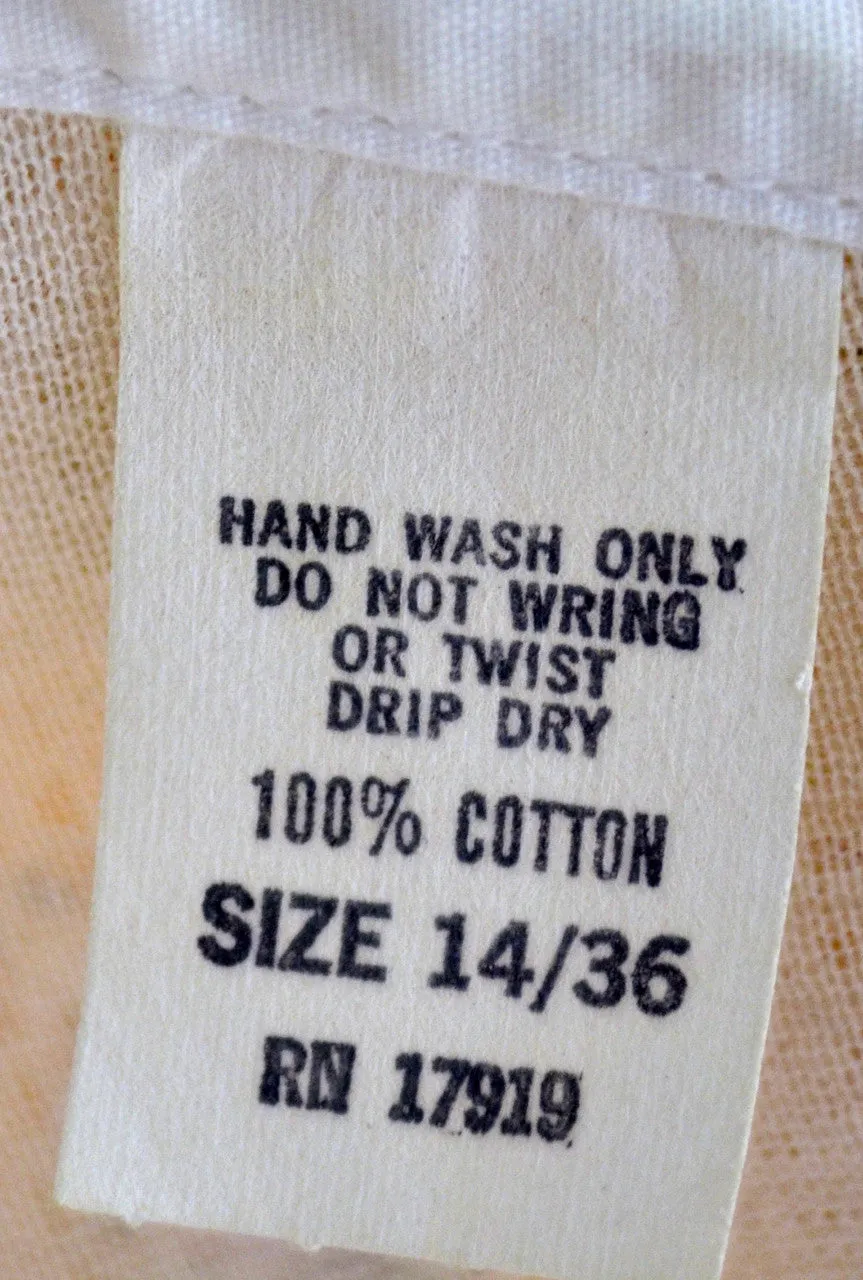 HAND WASH ONLY
DO NOT WRING
OR TWIST
DRIP DRY
100% COTTON
SIZE 14/36
RN 17919